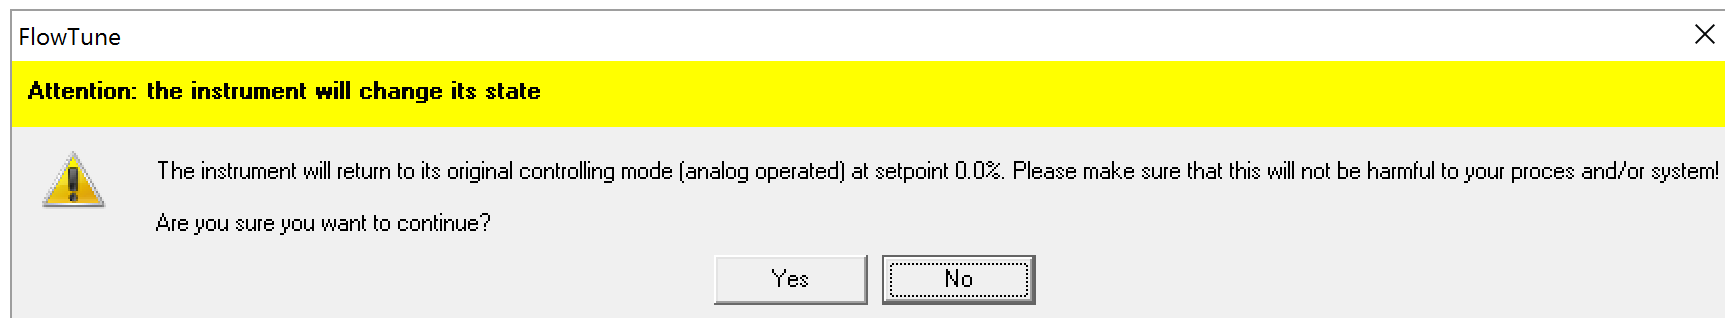 FlowTune
Attention: the instrument will change its state
The instrument will return to its original controlling mode (analog operated) at setpoint 0.0%. Please make sure that this will not be harmful to your proces and/or system!
Are you sure you want to continue?
Yes No